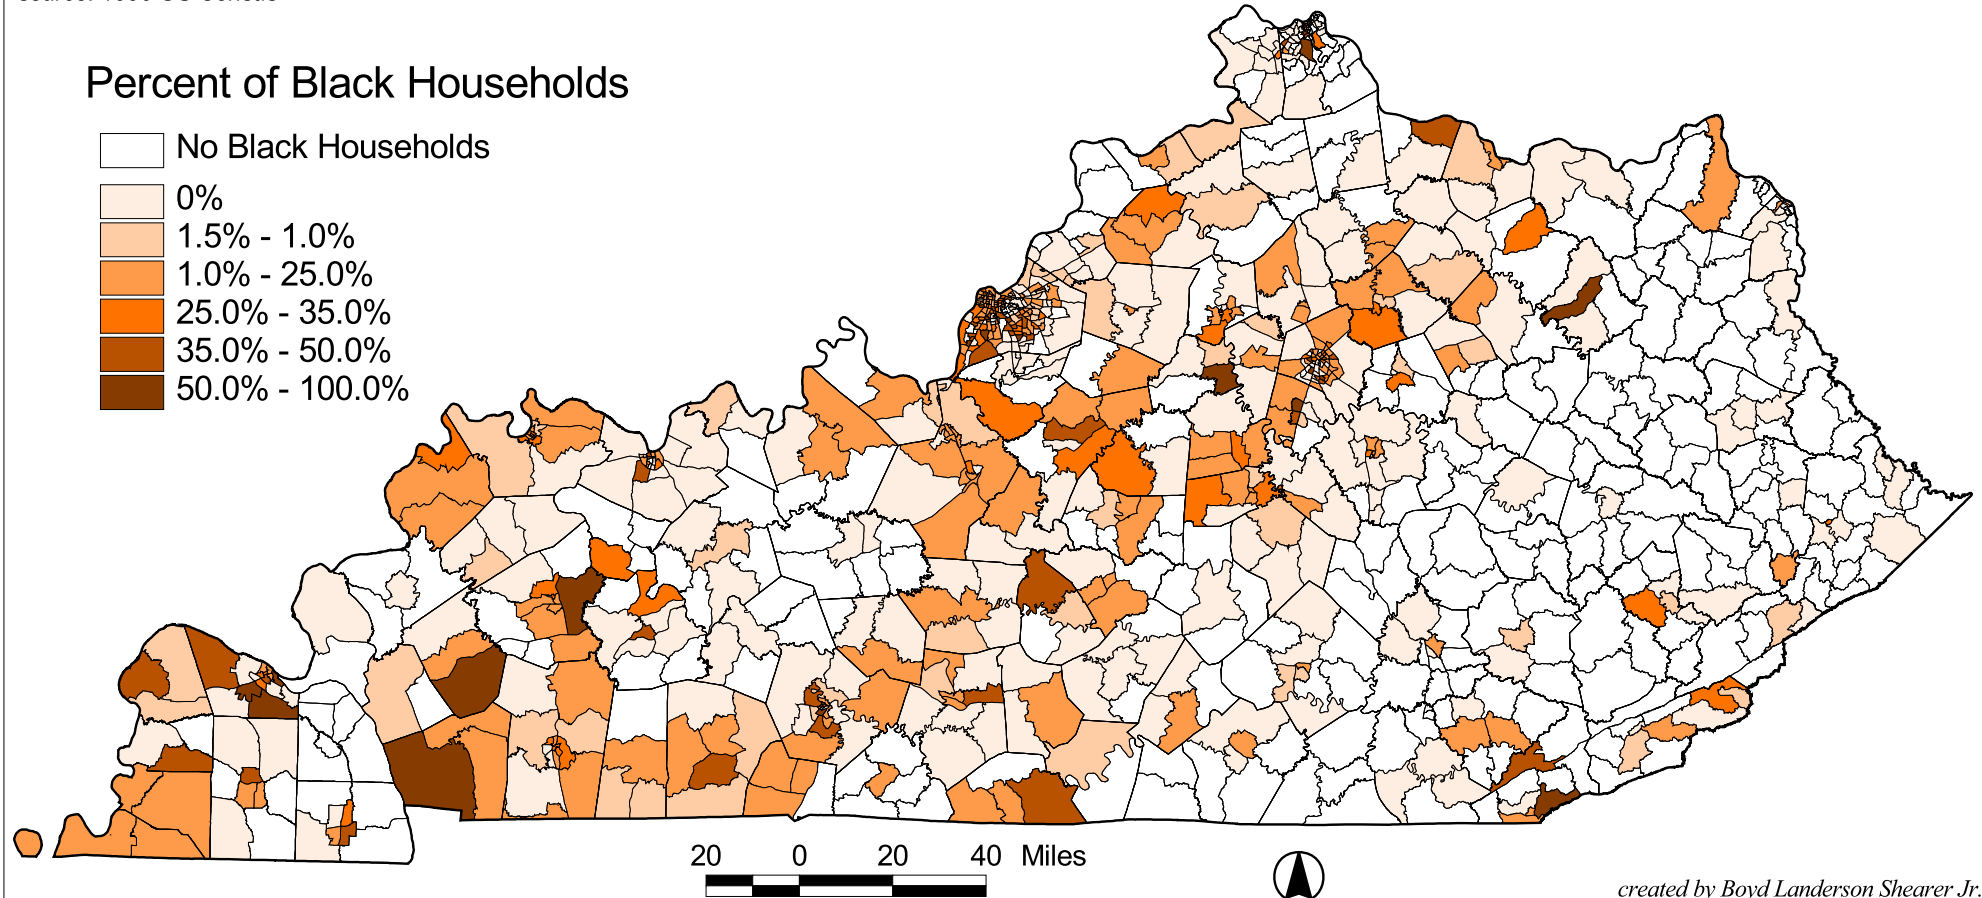 Percent of Black Households
No Black Households
0%
1.5% - 1.0%
1.0% - 25.0%
25.0% - 35.0%
35.0% - 50.0%
50.0% - 100.0%
20 0 20 40 Miles
created by Boyd Landerson Shearer Jr.